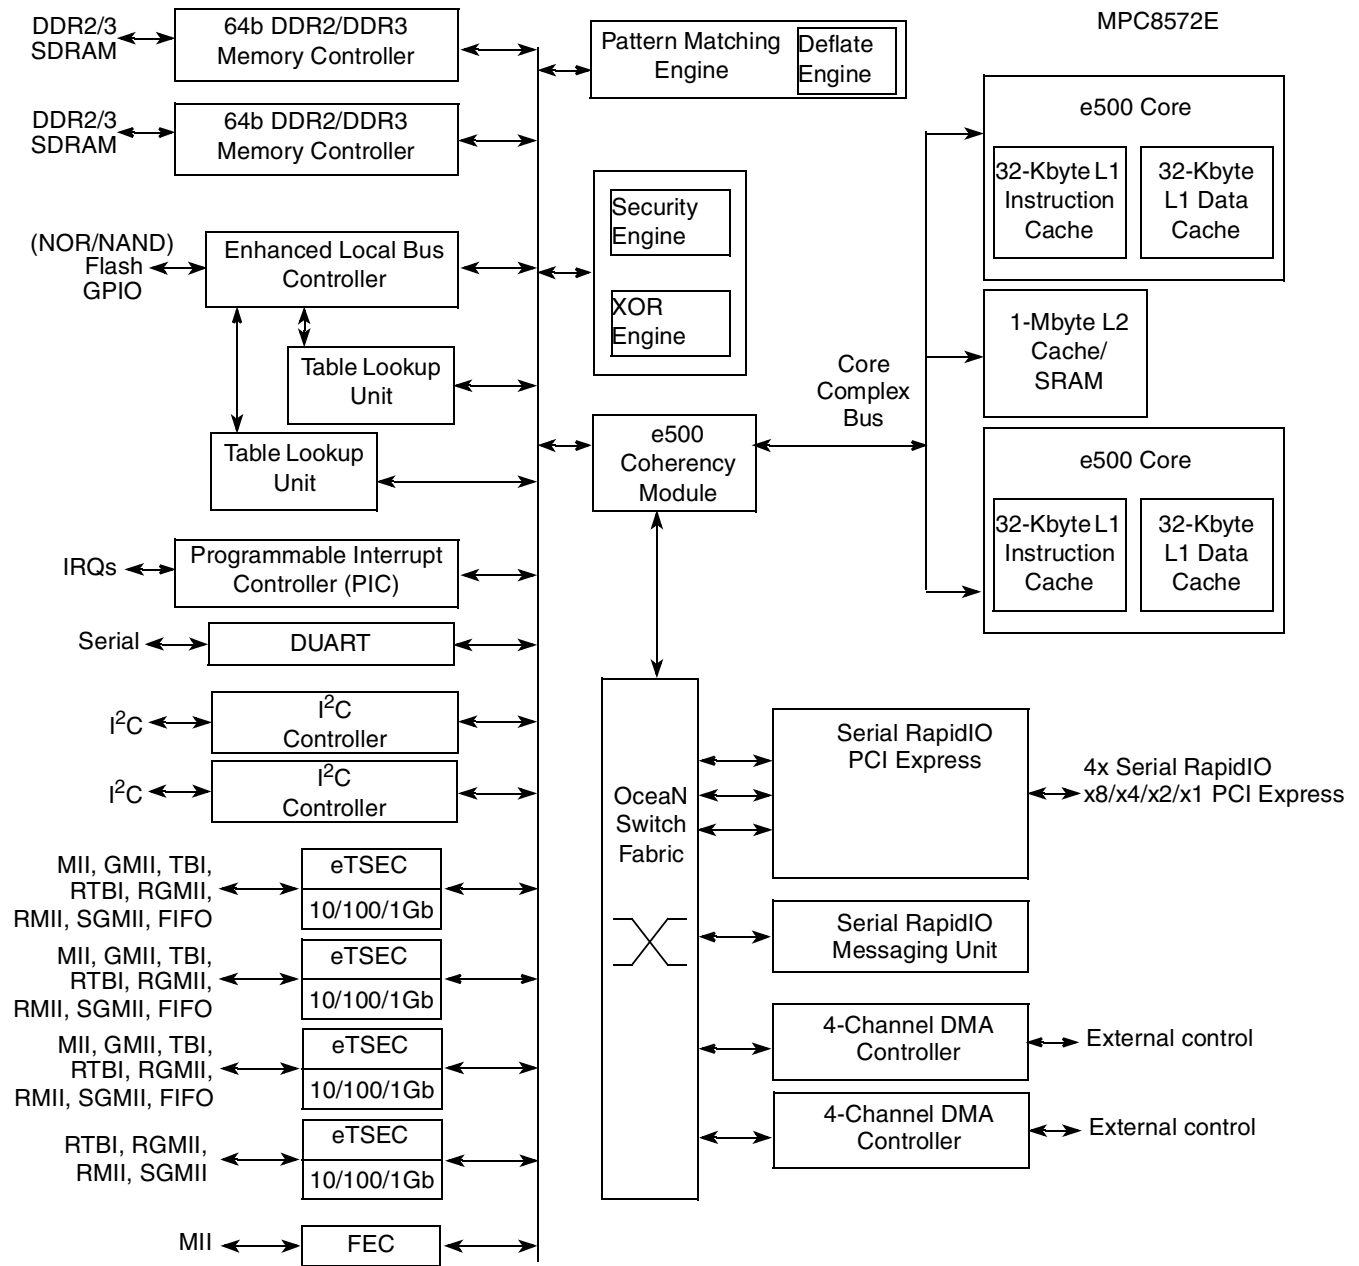 MPC8572E
DDR2/3
SDRAM
64b DDR2/DDR3
Memory Controller
DDR2/3
SDRAM
64b DDR2/DDR3
Memory Controller
(NOR/NAND)
Flash
GPIO
Enhanced Local Bus
Controller
Table Lookup
Unit
Table Lookup
Unit
IRQs
Programmable Interrupt
Controller (PIC)
Serial
DUART
I²C
I²C
Controller
I²C
I²C
Controller
MII, GMII, TBI,
RTBI, RGMII,
RMII, SGMII, FIFO
eTSEC
10/100/1Gb
MII, GMII, TBI,
RTBI, RGMII,
RMII, SGMII, FIFO
eTSEC
10/100/1Gb
MII, GMII, TBI,
RTBI, RGMII,
RMII, SGMII, FIFO
eTSEC
10/100/1Gb
RTBI, RGMII,
RMII, SGMII
eTSEC
10/100/1Gb
MII
FEC
Pattern Matching
Engine
Deflate
Engine
Security
Engine
XOR
Engine
e500
Coherency
Module
Core
Complex
Bus
e500 Core
32-Kbyte L1
Instruction
Cache
32-Kbyte
L1 Data
Cache
1-Mbyte L2
Cache/
SRAM
e500 Core
32-Kbyte L1
Instruction
Cache
32-Kbyte
L1 Data
Cache
OceaN
Switch
Fabric
Serial RapidIO
PCI Express
4x Serial RapidIO
x8/x4/x2/x1 PCI Express
Serial RapidIO
Messaging Unit
4-Channel DMA
Controller
External control
4-Channel DMA
Controller
External control